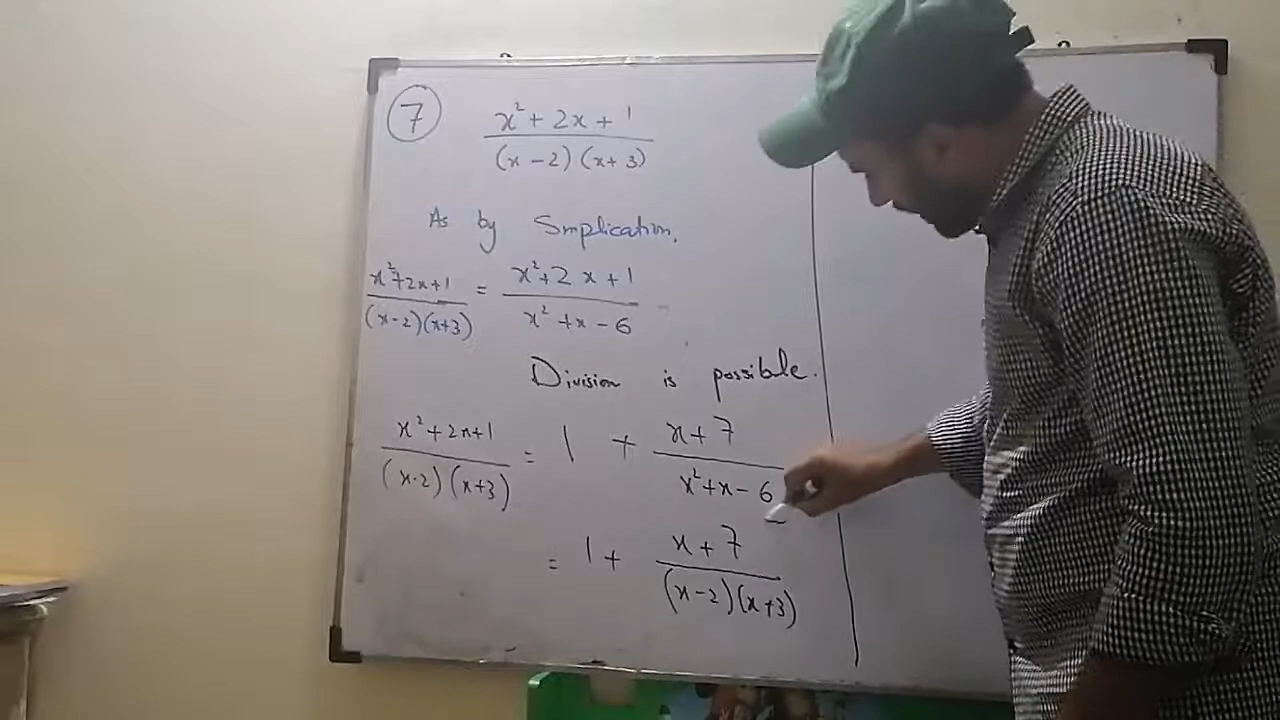 7
x² + 2x + 1 / (x - 2) (x + 3)
As by Smplication,
x²+2x+1 / (x-2)(x+3) = x²+2 x + 1 / x² + x - 6
Division is possible.
x² + 2x+1 / (x-2) (x+3) = 1 + x+7 / x²+x- 6
= 1 + x + 7 / (x-2)(x+3)